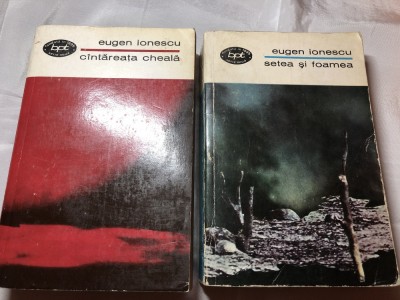 bpt
eugen ionescu
cîntăreața cheală
bpt
eugen ionescu
setea și foamea